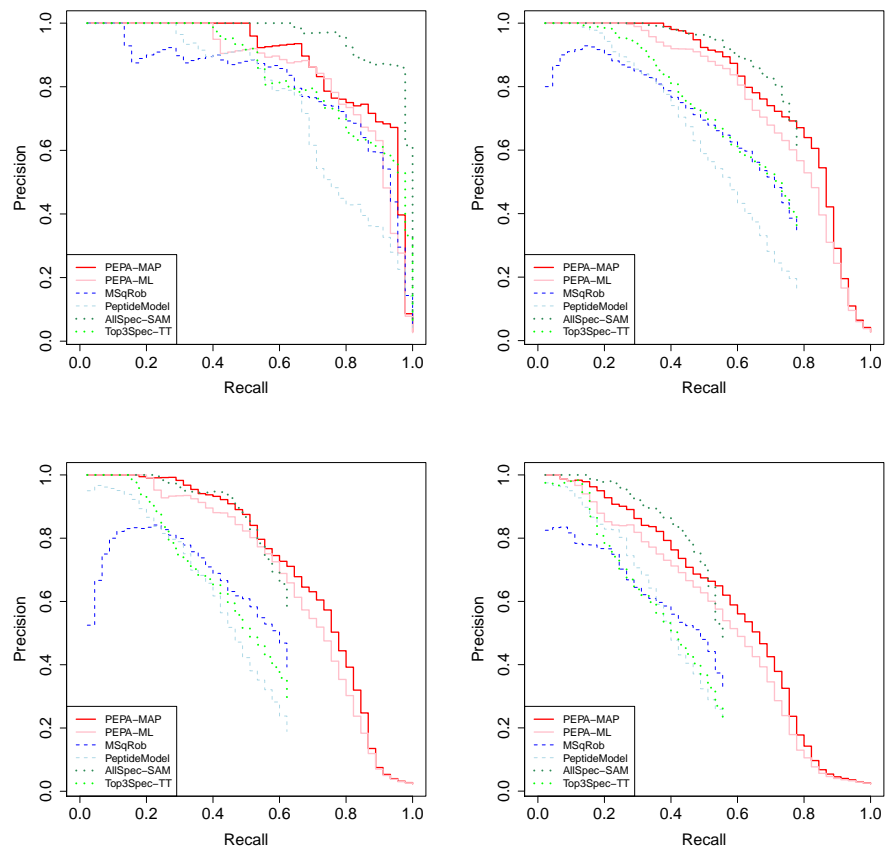 Precision
1.0
0.8
0.6
0.4
0.2
0.0
PEPA−MAP
PEPA−ML
MSqRob
PeptideModel
AllSpec−SAM
Top3Spec−TT
0.0 0.2 0.4 0.6 0.8 1.0
Recall
Precision
1.0
0.8
0.6
0.4
0.2
0.0
PEPA−MAP
PEPA−ML
MSqRob
PeptideModel
AllSpec−SAM
Top3Spec−TT
0.0 0.2 0.4 0.6 0.8 1.0
Recall
Precision
1.0
0.8
0.6
0.4
0.2
0.0
PEPA−MAP
PEPA−ML
MSqRob
PeptideModel
AllSpec−SAM
Top3Spec−TT
0.0 0.2 0.4 0.6 0.8 1.0
Recall
Precision
1.0
0.8
0.6
0.4
0.2
0.0
PEPA−MAP
PEPA−ML
MSqRob
PeptideModel
AllSpec−SAM
Top3Spec−TT
0.0 0.2 0.4 0.6 0.8 1.0
Recall